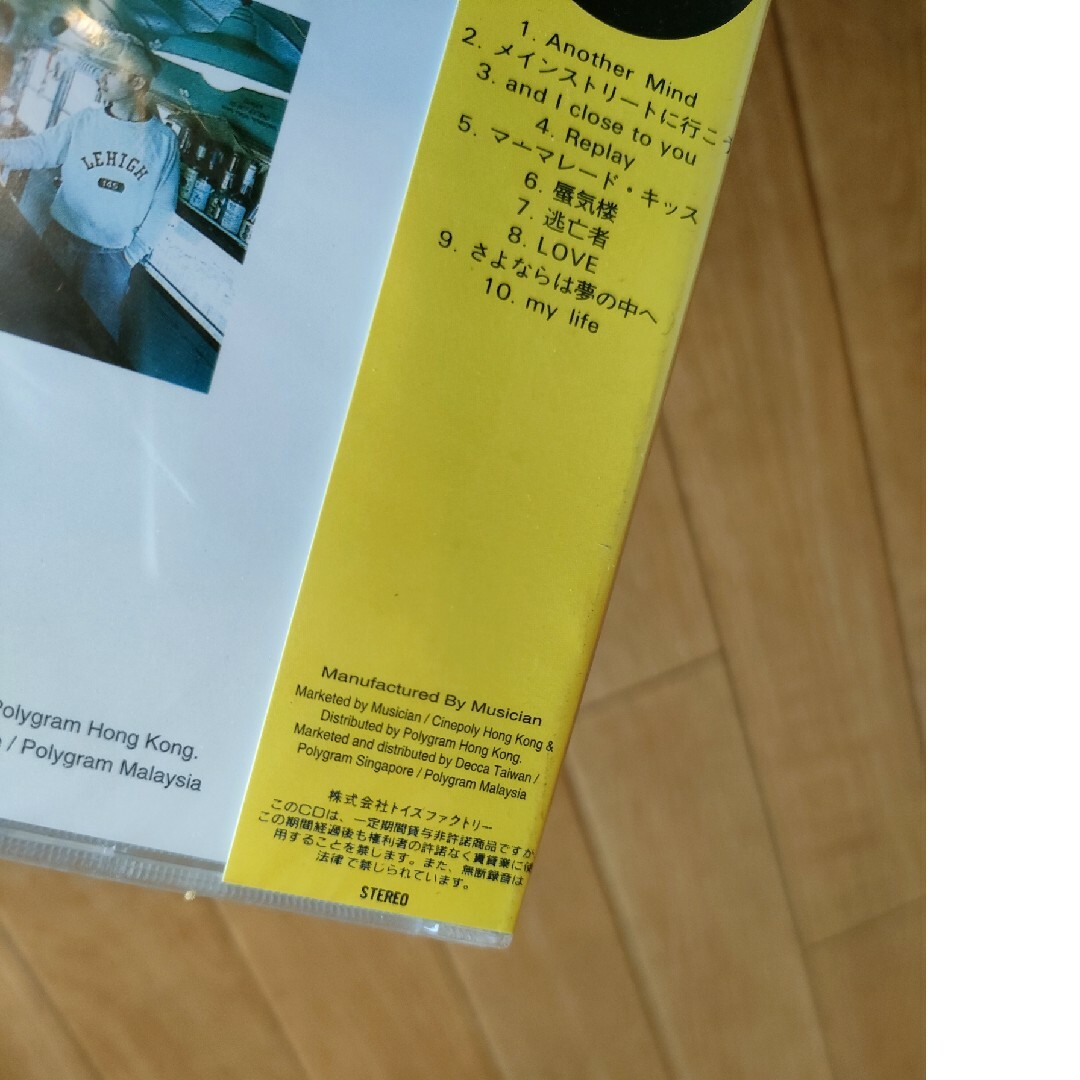 LEHIGH
145
1. Another Mind
2. メインストリートに行こう
3. and I close to you
4. Replay
5. マーマレード・キッス
6. 蜃気楼
7. 逃亡者
8. LOVE
9. さよならは夢の中へ
10. my life
Polygram Hong Kong.
/ Polygram Malaysia
Manufactured By Musician
Marketed by Musician / Cinepoly Hong Kong &
Distributed by Polygram Hong Kong.
Marketed and distributed by Decca Taiwan /
Polygram Singapore / Polygram Malaysia
株式会社トイズファクトリー
このCDは、一定期間貸与非許諾商品ですが
この期間経過後も権利者の許諾なく賃貸業に使
用することを禁じます。また、無断録音は
法律で禁じられています。
STEREO